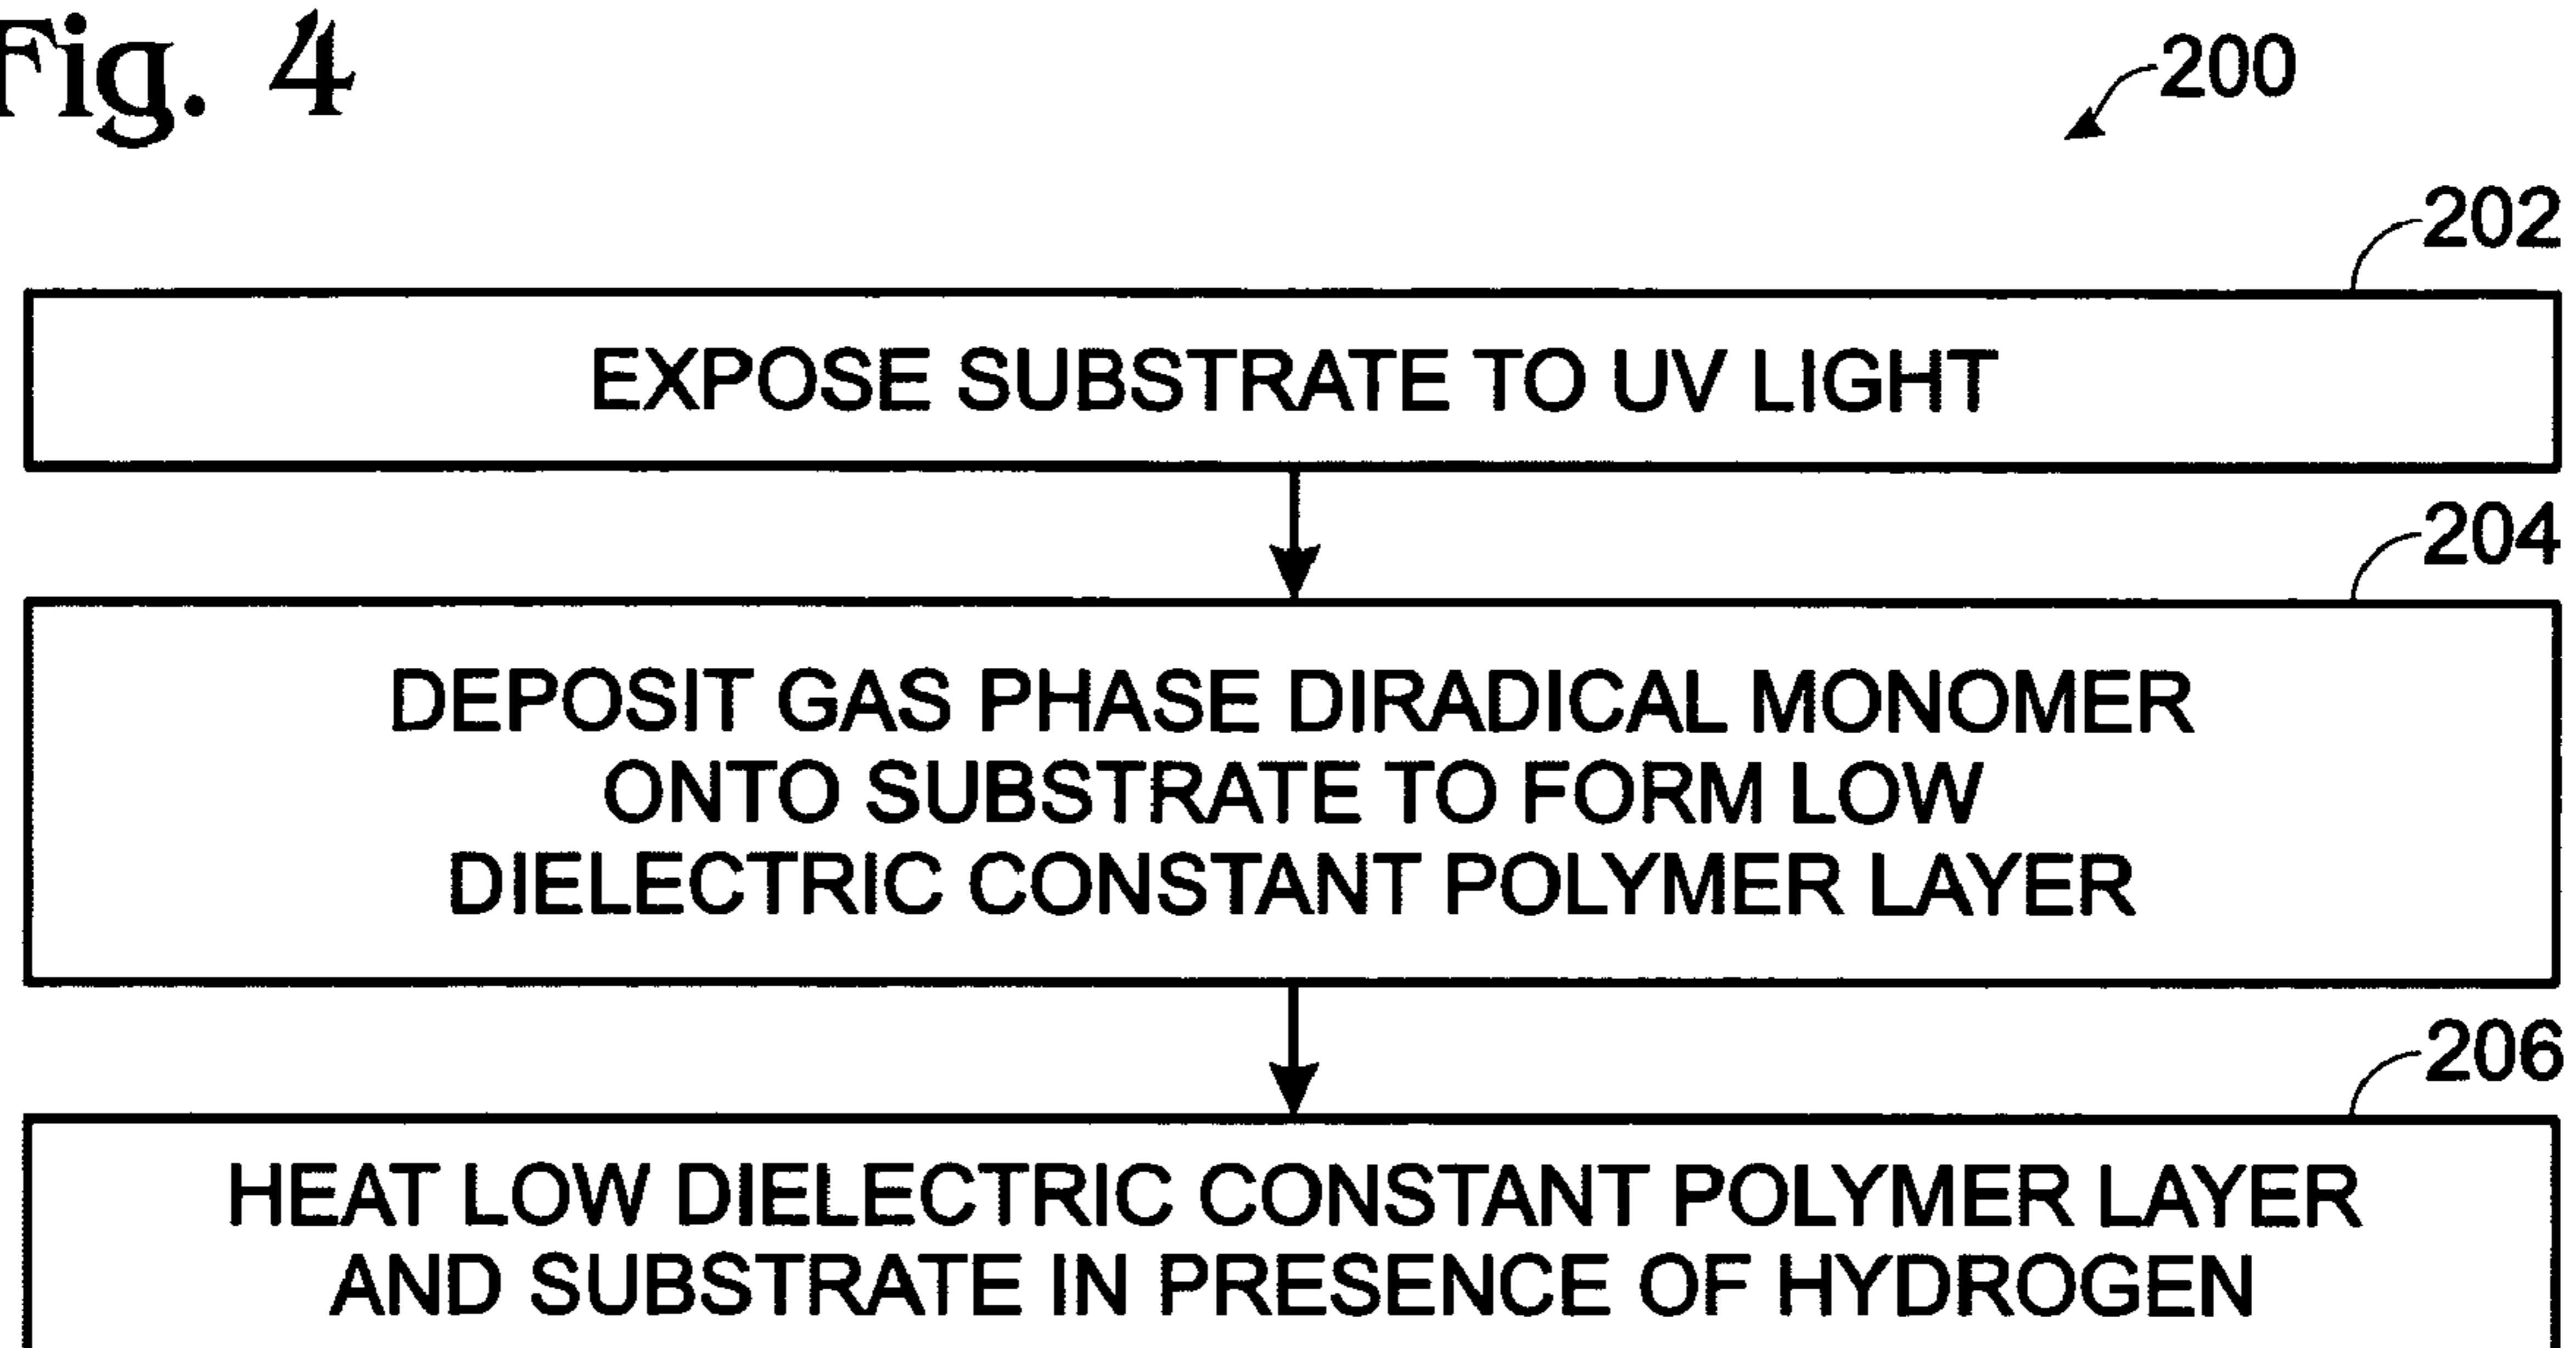 Fig. 4
200
202
EXPOSE SUBSTRATE TO UV LIGHT
204
DEPOSIT GAS PHASE DIRADICAL MONOMER
ONTO SUBSTRATE TO FORM LOW
DIELECTRIC CONSTANT POLYMER LAYER
206
HEAT LOW DIELECTRIC CONSTANT POLYMER LAYER
AND SUBSTRATE IN PRESENCE OF HYDROGEN